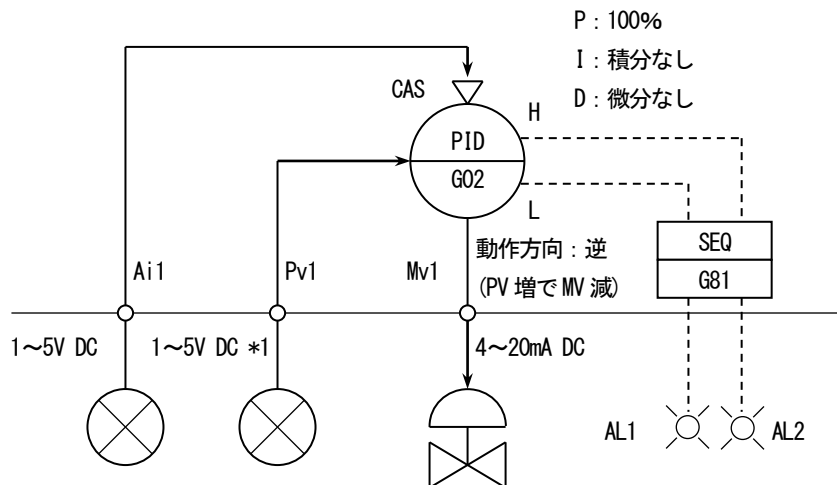 P：100%
I：積分なし
D：微分なし
CAS
H
PID
G02
L
SEQ
G81
Ai1
Pv1
Mv1
動作方向：逆
(PV 増で MV 減)
1～5V DC
1～5V DC *1
4～20mA DC
AL1
AL2